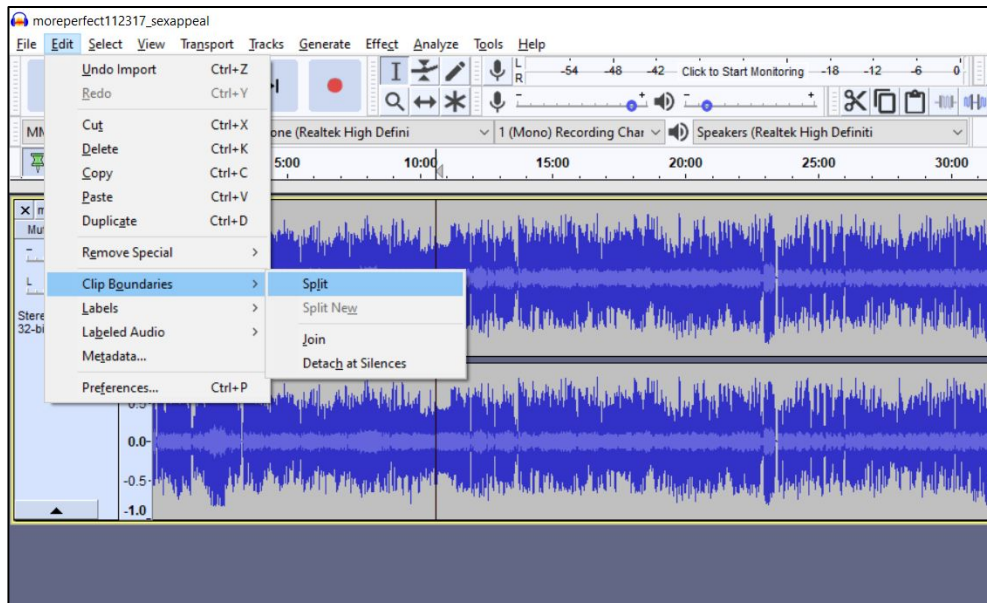 moreperfect112317_sexappeal
File Edit Select View Transport Tracks Generate Effect Analyze Tools Help
L
R
-54 -48 -42 Click to Start Monitoring -18 -12 -6 0
- + - +
one (Realtek High Defini
1 (Mono) Recording Char
Speakers (Realtek High Definiti
5:00 10:00 15:00 20:00 25:00 30:00
Undo Import Ctrl+Z
Redo Ctrl+Y
Cut Ctrl+X
Delete Ctrl+K
Copy Ctrl+C
Paste Ctrl+V
Duplicate Ctrl+D
Remove Special >
Clip Boundaries >
Labels >
Labeled Audio >
Metadata...
Preferences... Ctrl+P
Split
Split New
Join
Detach at Silences
X
-
L
Stere
32-bi
0.0
-0.5
-1.0